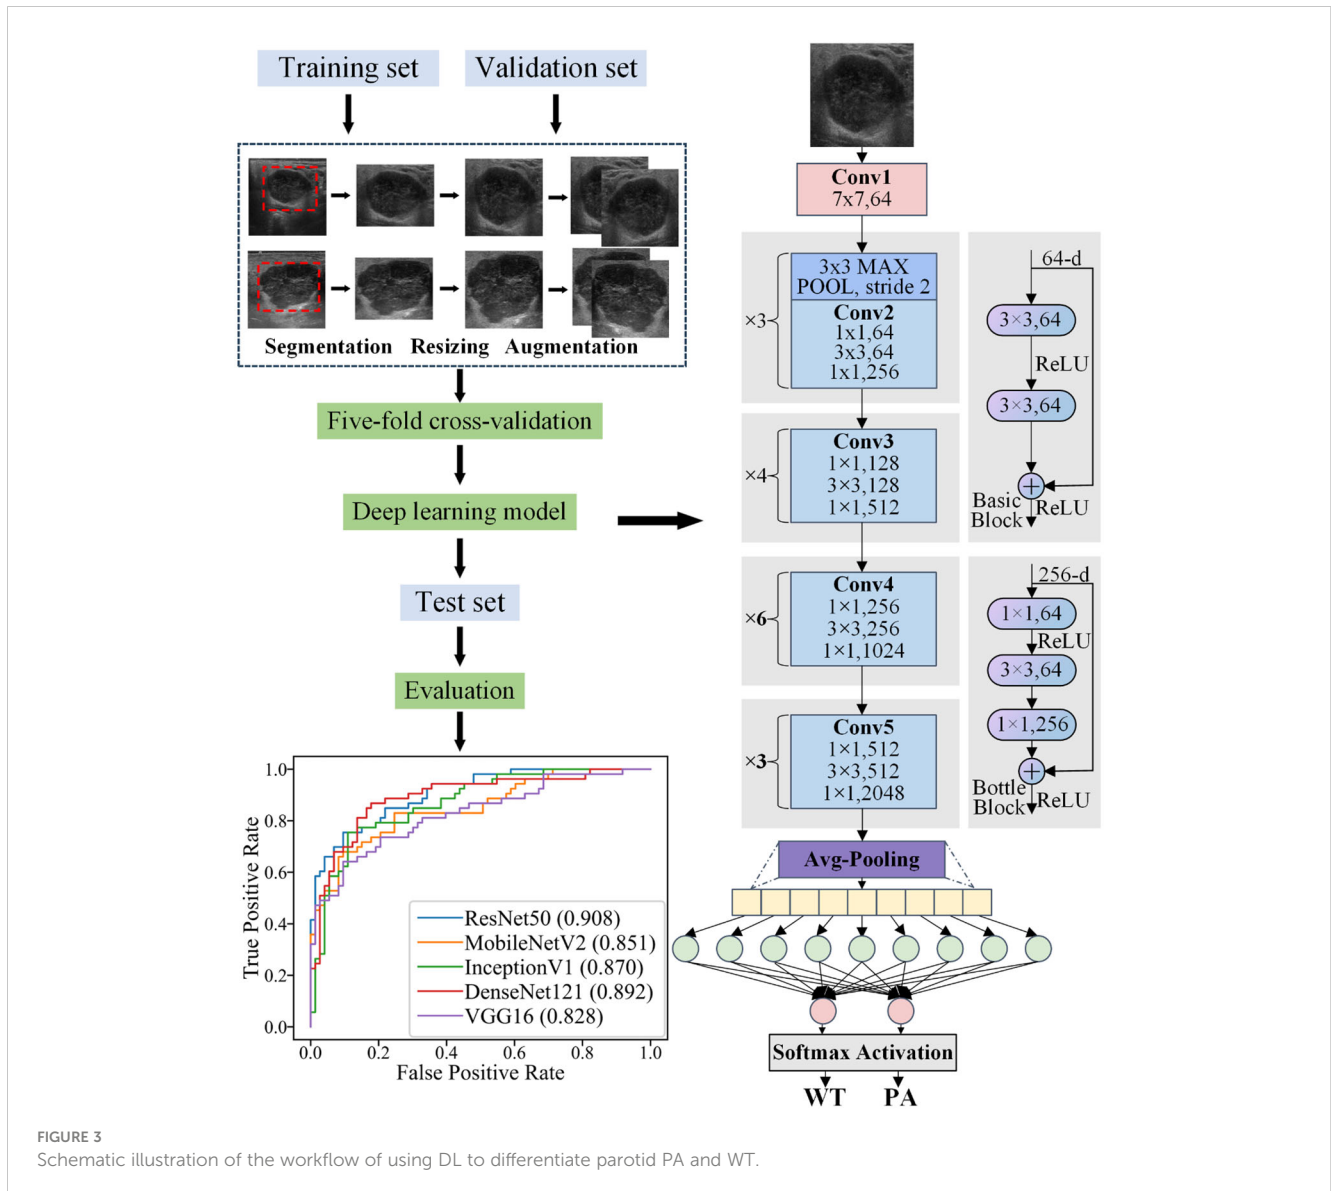 Training set
Validation set
Segmentation Resizing Augmentation
Five-fold cross-validation
Deep learning model
Test set
Evaluation
True Positive Rate
1.0
0.8
0.6
0.4
0.2
0.0
ResNet50 (0.908)
MobileNetV2 (0.851)
InceptionV1 (0.870)
DenseNet121 (0.892)
VGG16 (0.828)
0.0 0.2 0.4 0.6 0.8 1.0
False Positive Rate
Conv1
7x7,64
×3
3x3 MAX
POOL, stride 2
Conv2
1x1,64
3x3,64
1x1,256
×4
Conv3
1×1,128
3×3,128
1×1,512
×6
Conv4
1×1,256
3×3,256
1×1,1024
×3
Conv5
1×1,512
3×3,512
1×1,2048
64-d
3×3,64
ReLU
3×3,64
+
Basic
Block
ReLU
256-d
1×1,64
ReLU
3×3,64
1×1,256
+
Bottle
Block
ReLU
Avg-Pooling
Softmax Activation
WT PA
FIGURE 3
Schematic illustration of the workflow of using DL to differentiate parotid PA and WT.